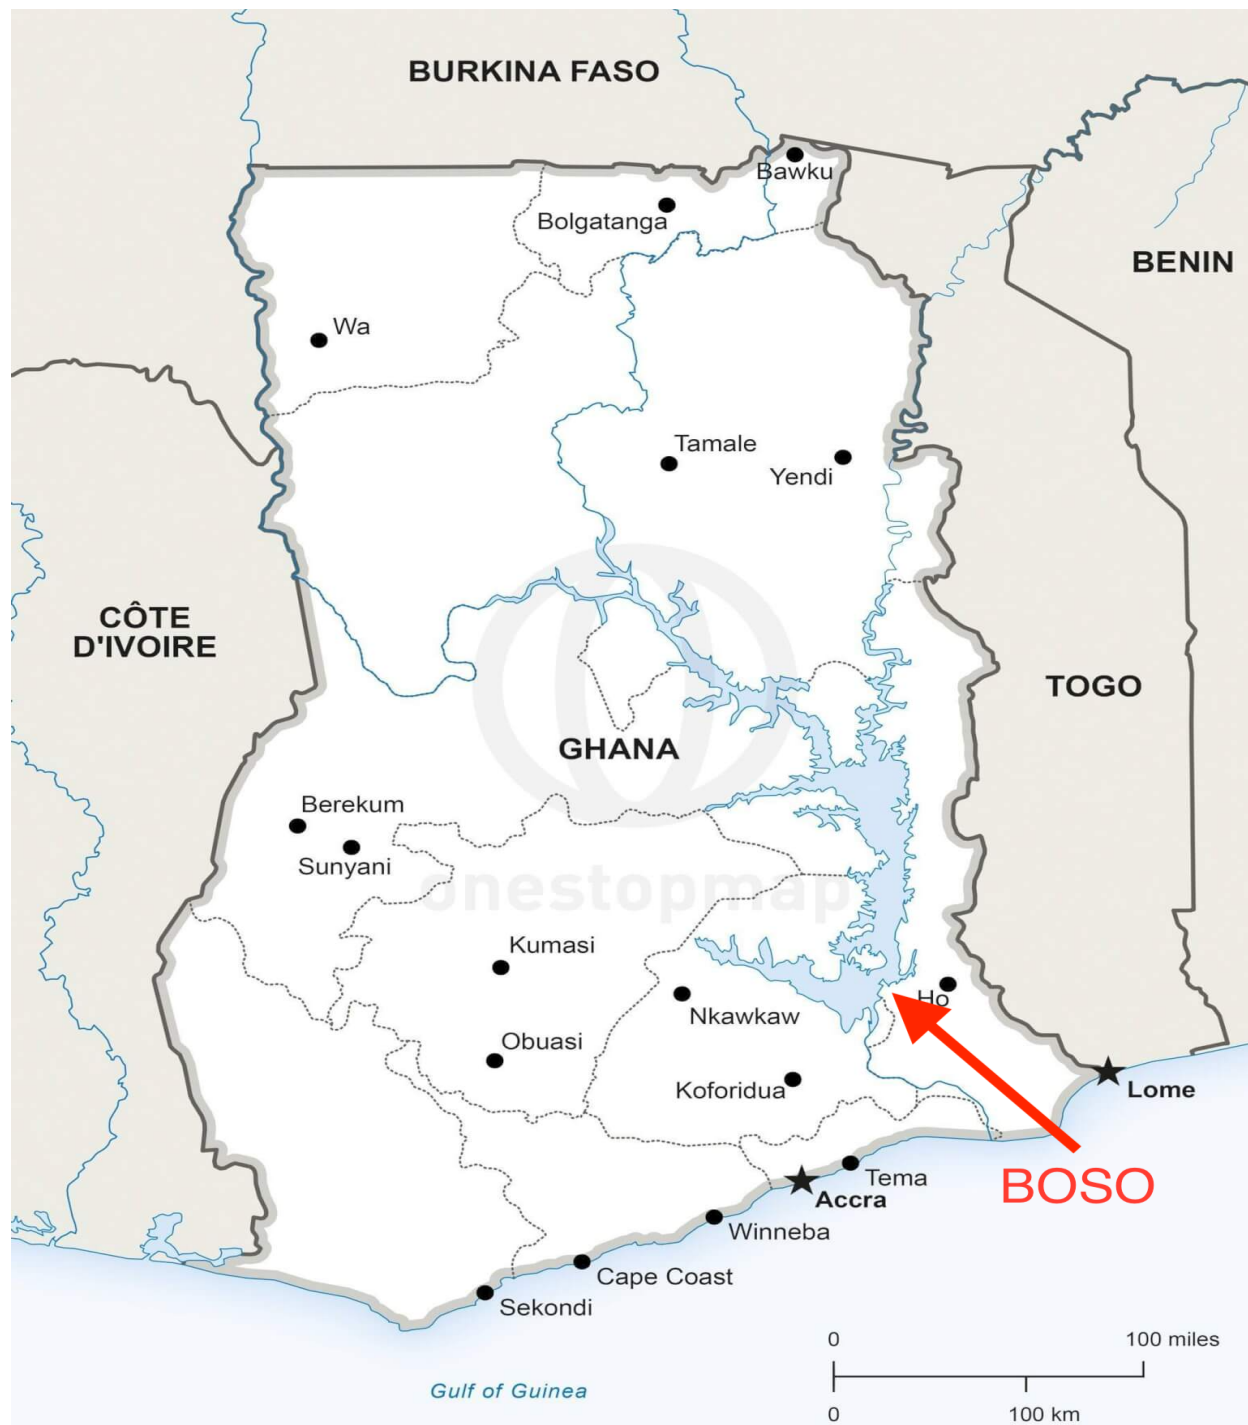 BURKINA FASO
Bawku
Bolgatanga
BENIN
Wa
Tamale
Yendi
CÔTE
D'IVOIRE
TOGO
GHANA
Berekum
Sunyani
onestopmap
Kumasi
Ho
Nkawkaw
Obuasi
Koforidua
Lome
Tema
BOSO
Accra
Winneba
Cape Coast
Sekondi
0 100 miles
Gulf of Guinea
0 100 km